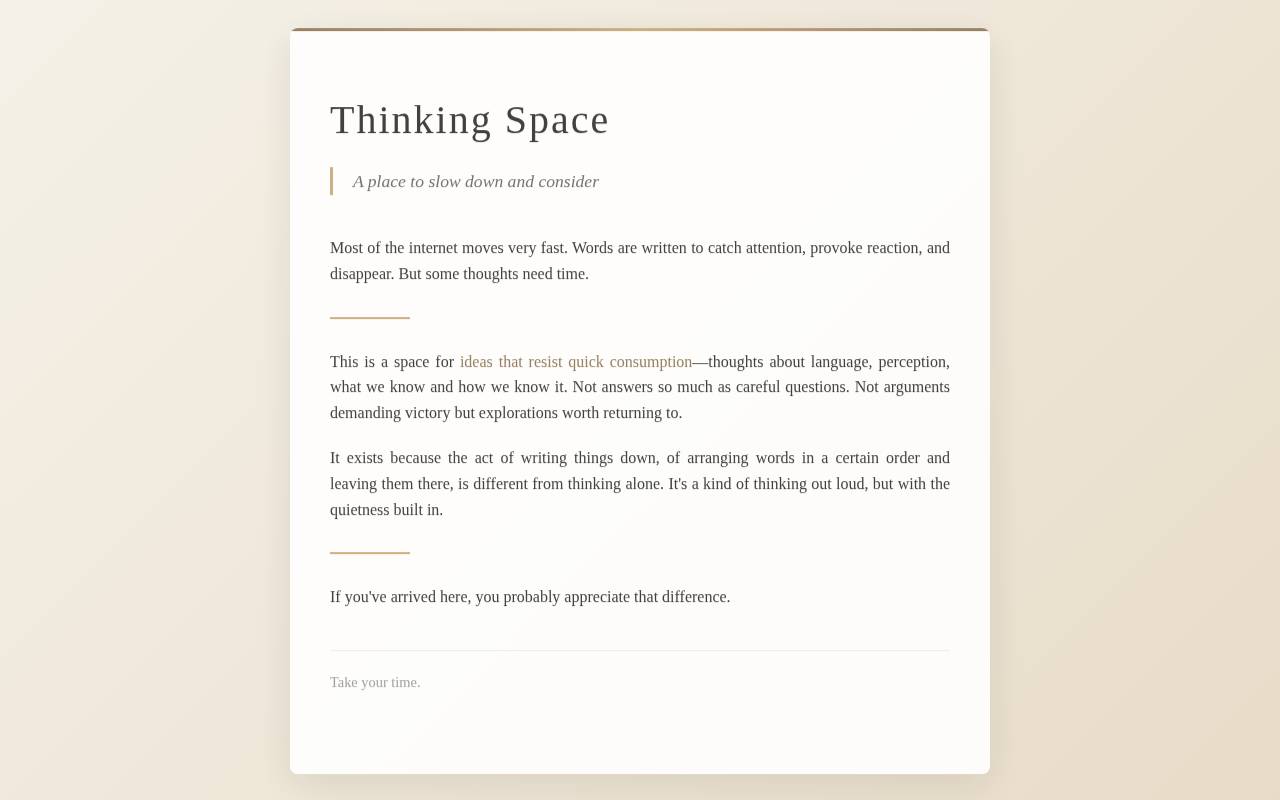 Thinking Space
A place to slow down and consider
Most of the internet moves very fast. Words are written to catch attention, provoke reaction, and
disappear. But some thoughts need time.
This is a space for ideas that resist quick consumption—thoughts about language, perception,
what we know and how we know it. Not answers so much as careful questions. Not arguments
demanding victory but explorations worth returning to.
It exists because the act of writing things down, of arranging words in a certain order and
leaving them there, is different from thinking alone. It's a kind of thinking out loud, but with the
quietness built in.
If you've arrived here, you probably appreciate that difference.
Take your time.